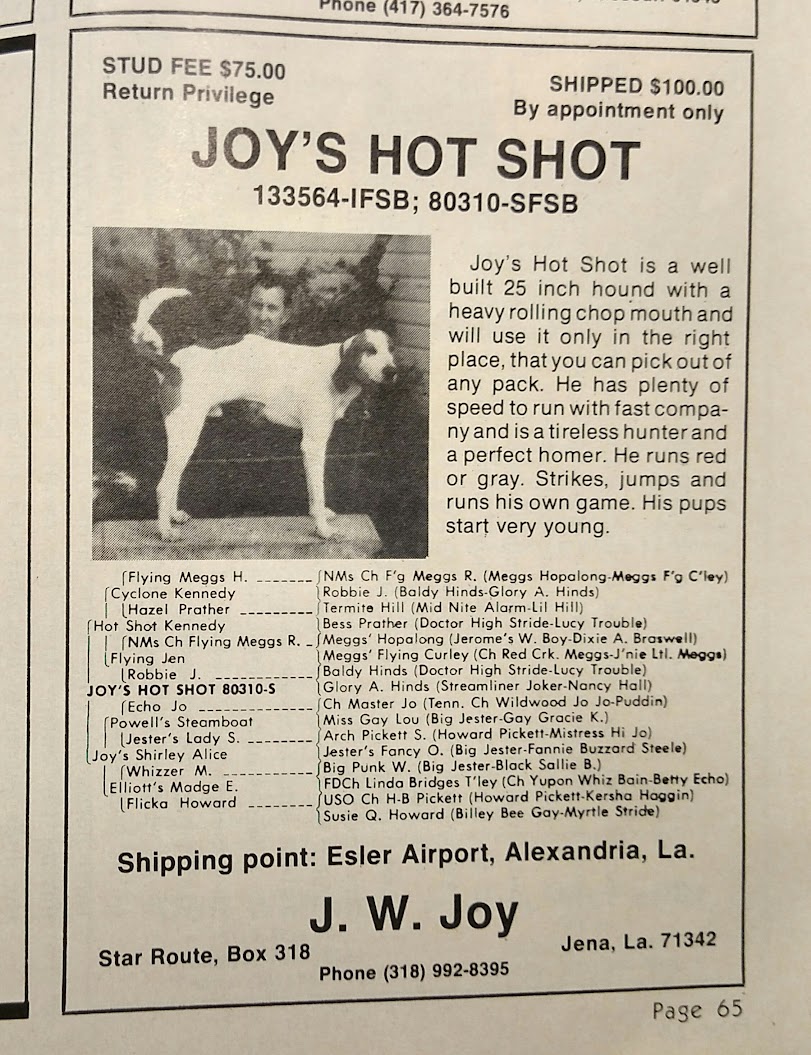 Phone (417) 364-7576
STUD FEE $75.00
Return Privilege
SHIPPED $100.00
By appointment only
JOY'S HOT SHOT
133564-IFSB; 80310-SFSB
Joy's Hot Shot is a well
built 25 inch hound with a
heavy rolling chop mouth and
will use it only in the right
place, that you can pick out of
any pack. He has plenty of
speed to run with fast compa-
ny and is a tireless hunter and
a perfect homer. He runs red
or gray. Strikes, jumps and
runs his own game. His pups
start very young.
Flying Meggs H. ------- NMs Ch F'g Meggs R. (Meggs Hopalong-Meggs F'g C'ley)
Cyclone Kennedy Robbie J. (Baldy Hinds-Glory A. Hinds)
Hazel Prather --------- Termite Hill (Mid Nite Alarm-Lil Hill)
Hot Shot Kennedy Bess Prather (Doctor High Stride-Lucy Trouble)
NMs Ch Flying Meggs R. - Meggs' Hopalong (Jerome's W. Boy-Dixie A. Braswell)
Flying Jen Meggs' Flying Curley (Ch Red Crk. Meggs-J'nie Ltl. Meggs)
Robbie J. ------------ Baldy Hinds (Doctor High Stride-Lucy Trouble)
JOY'S HOT SHOT 80310-S Glory A. Hinds (Streamliner Joker-Nancy Hall)
Echo Jo ------------- Ch Master Jo (Tenn. Ch Wildwood Jo Jo-Puddin)
Powell's Steamboat Miss Gay Lou (Big Jester-Gay Gracie K.)
Jester's Lady S. -------- Arch Pickett S. (Howard Pickett-Mistress Hi Jo)
Joy's Shirley Alice Jester's Fancy O. (Big Jester-Fannie Buzzard Steele)
Whizzer M. ----------- Big Punk W. (Big Jester-Black Sallie B.)
Elliott's Madge E. FDCh Linda Bridges T'ley (Ch Yupon Whiz Bain-Betty Echo)
Flicka Howard -------- USO Ch H-B Pickett (Howard Pickett-Kersha Haggin)
Susie Q. Howard (Billey Bee Gay-Myrtle Stride)
Shipping point: Esler Airport, Alexandria, La.
J. W. Joy
Star Route, Box 318
Jena, La. 71342
Phone (318) 992-8395
Page 65